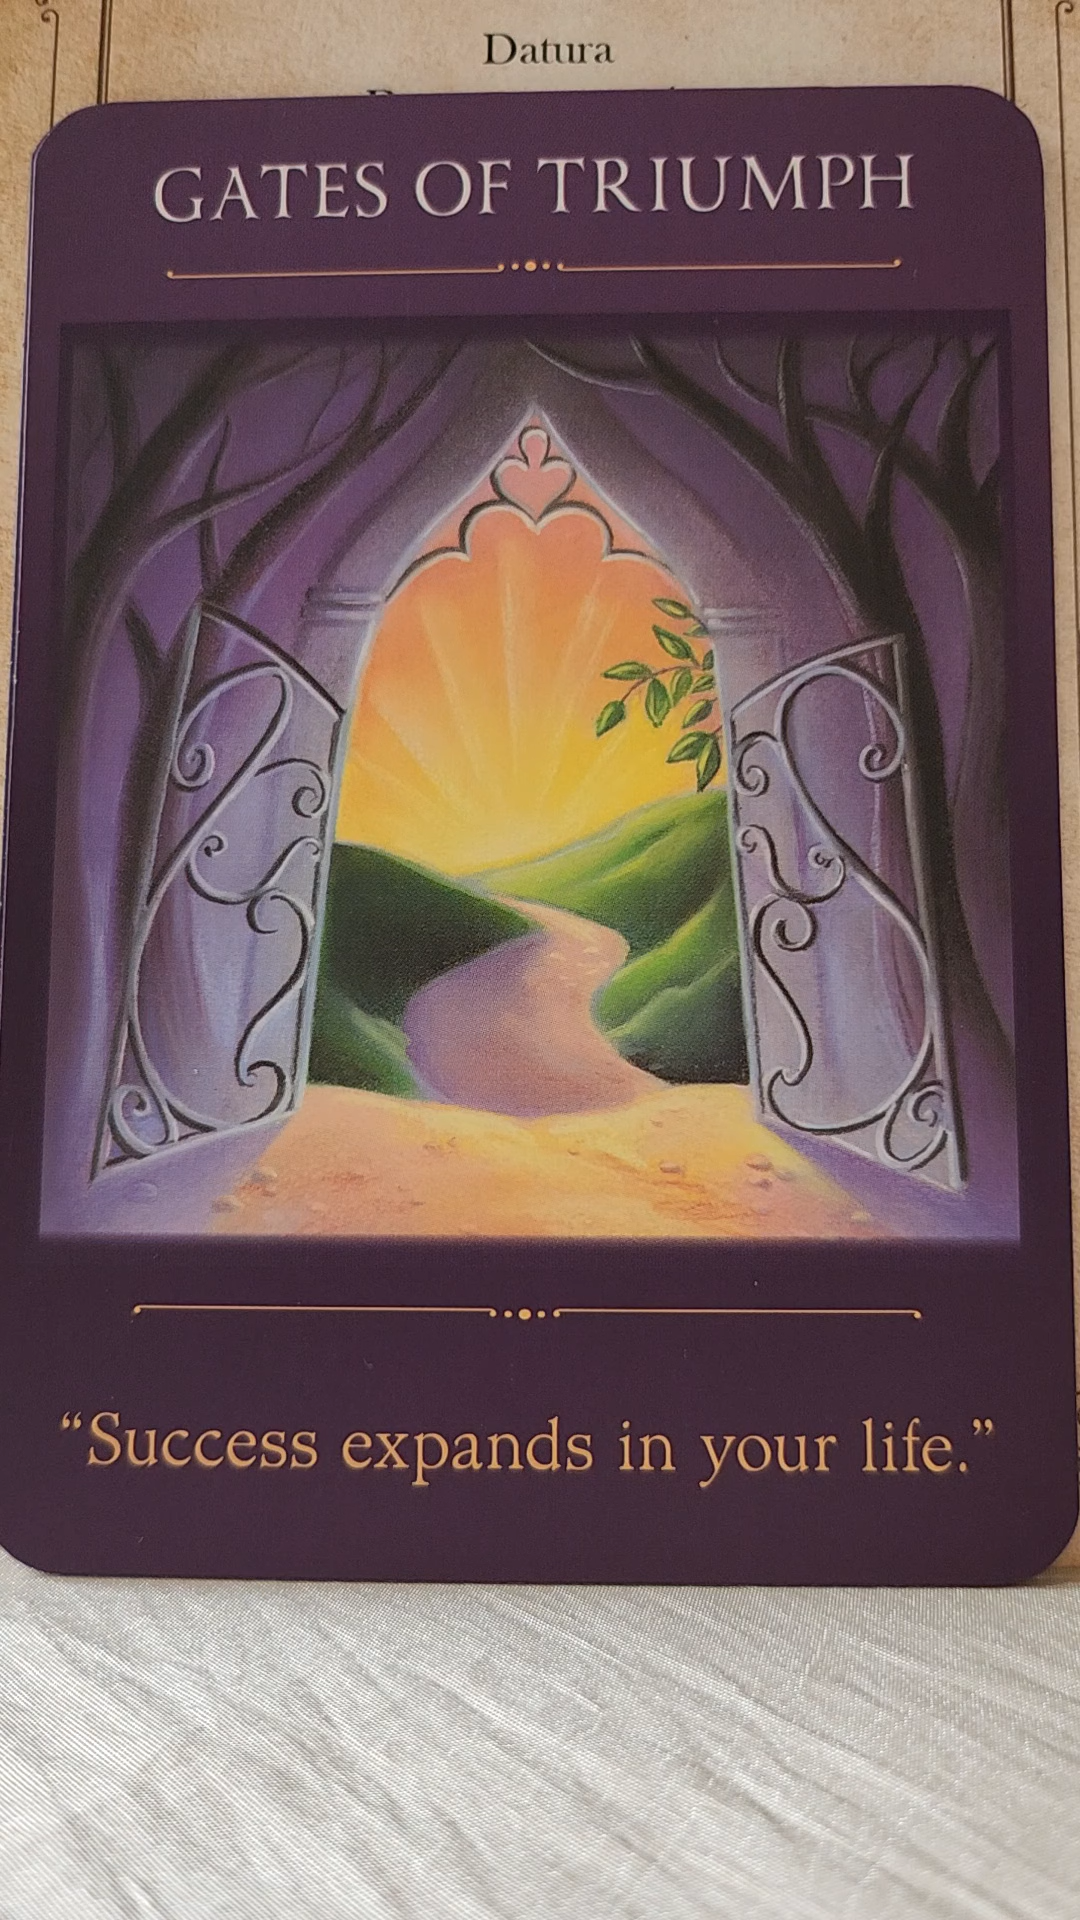 Datura
GATES OF TRIUMPH
“Success expands in your life.”